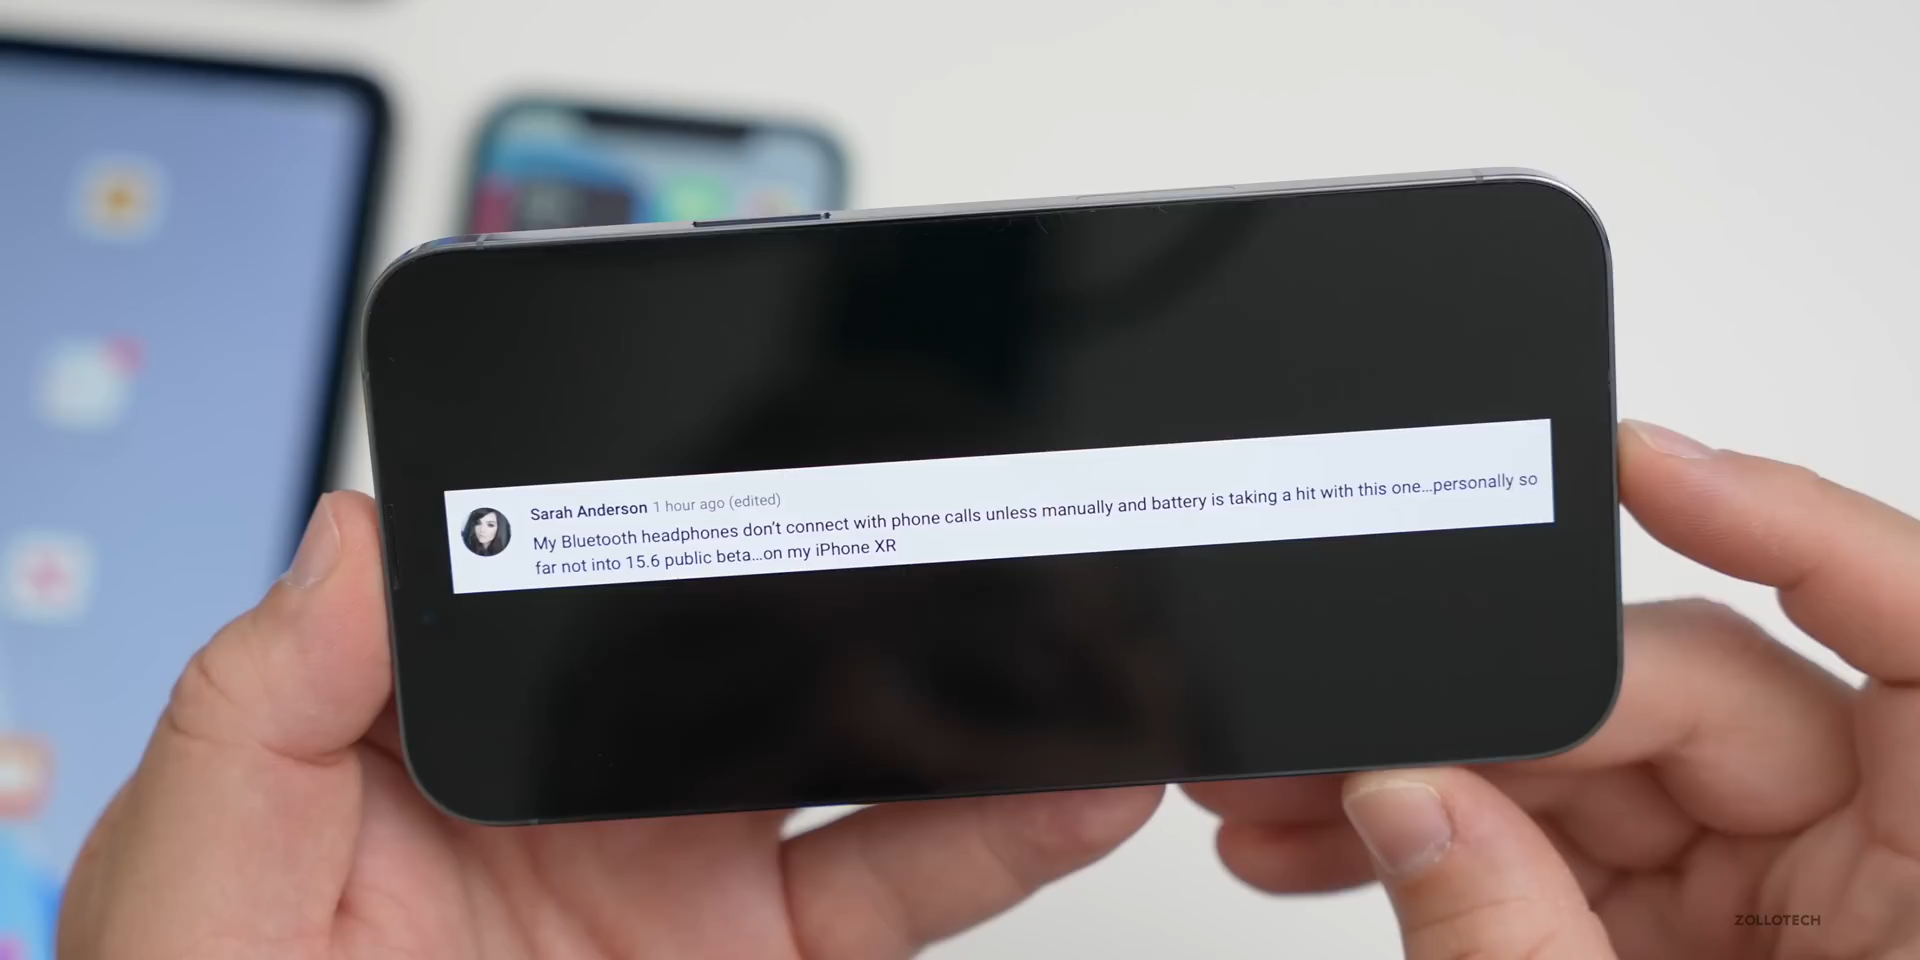 Sarah Anderson 1 hour ago (edited)
My Bluetooth headphones don't connect with phone calls unless manually and battery is taking a hit with this one...personally so
far not into 15.6 public beta...on my iPhone XR
ZOLLOTECH